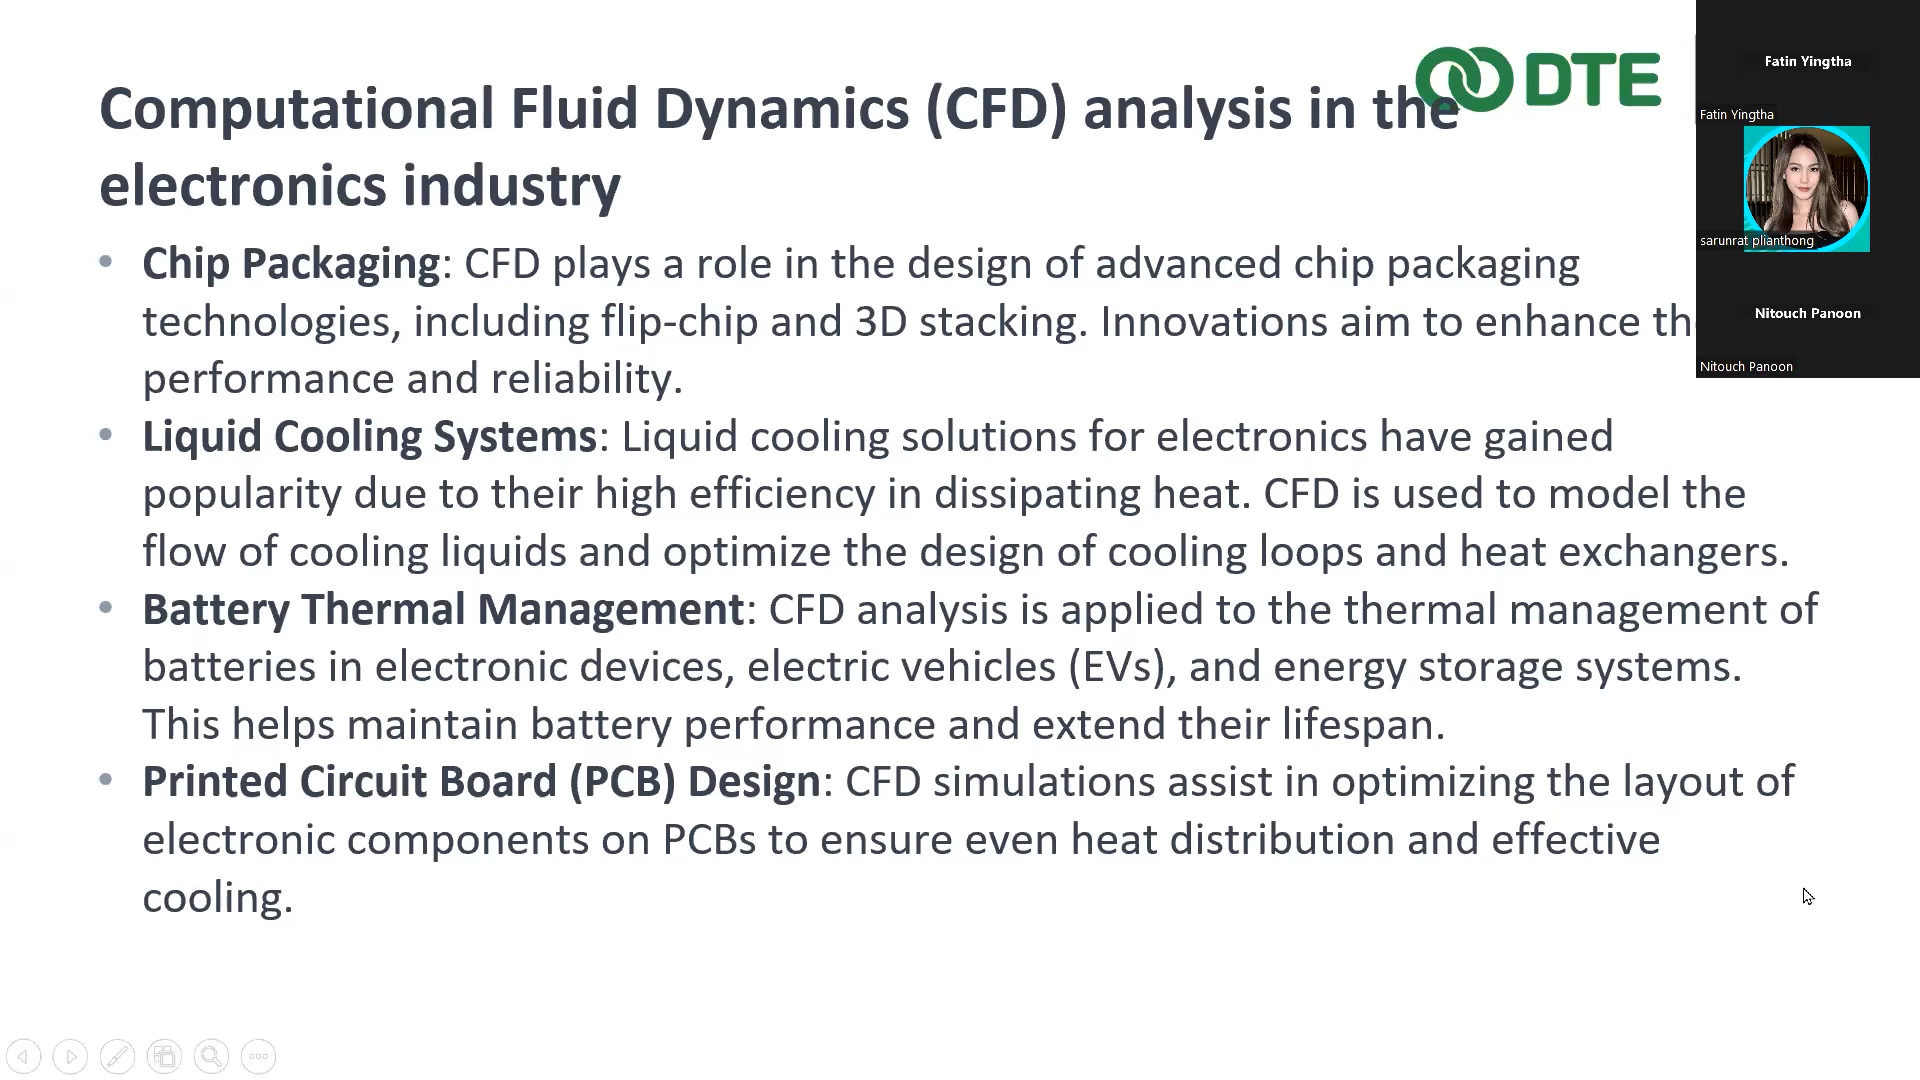 DTE
Computational Fluid Dynamics (CFD) analysis in the
electronics industry
• Chip Packaging: CFD plays a role in the design of advanced chip packaging
technologies, including flip-chip and 3D stacking. Innovations aim to enhance
performance and reliability.
• Liquid Cooling Systems: Liquid cooling solutions for electronics have gained
popularity due to their high efficiency in dissipating heat. CFD is used to model the
flow of cooling liquids and optimize the design of cooling loops and heat exchangers.
• Battery Thermal Management: CFD analysis is applied to the thermal management of
batteries in electronic devices, electric vehicles (EVs), and energy storage systems.
This helps maintain battery performance and extend their lifespan.
• Printed Circuit Board (PCB) Design: CFD simulations assist in optimizing the layout of
electronic components on PCBs to ensure even heat distribution and effective
cooling.
Fatin Yingtha
Fatin Yingtha
sarunrat plianthong
Nitouch Panoon
Nitouch Panoon